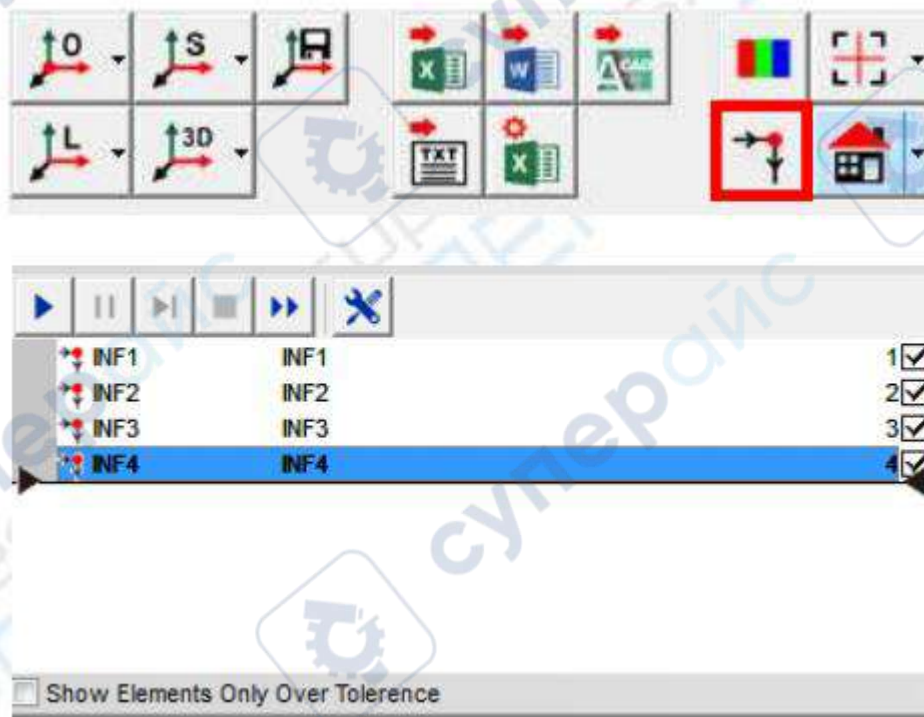 O S
L 3D TXT
INF1 INF1 1
INF2 INF2 2
INF3 INF3 3
INF4 INF4 4
Show Elements Only Over Tolerence
суперайс